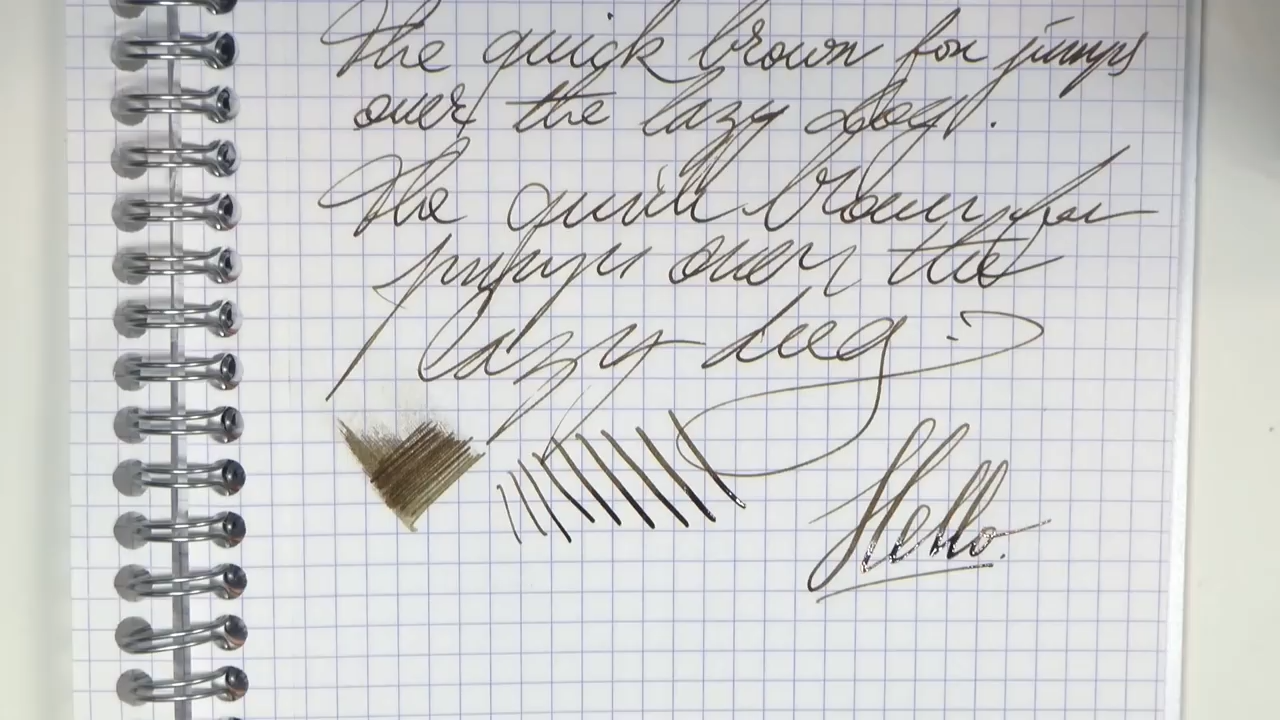 The quick brown fox jumps
over the lazy dog.
The quick brown fox
jumps over the
lazy dog :)
Hello.